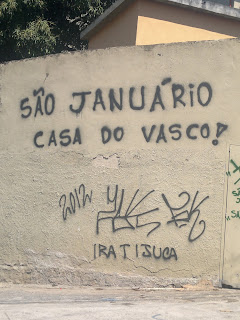 SÃO JANUÁRIO
CASA DO VASCO!
2012
IRATIJUCA